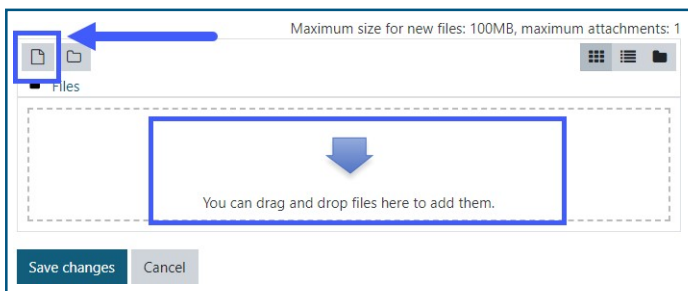 Maximum size for new files: 100MB, maximum attachments: 1
Files
You can drag and drop files here to add them.
Save changes Cancel